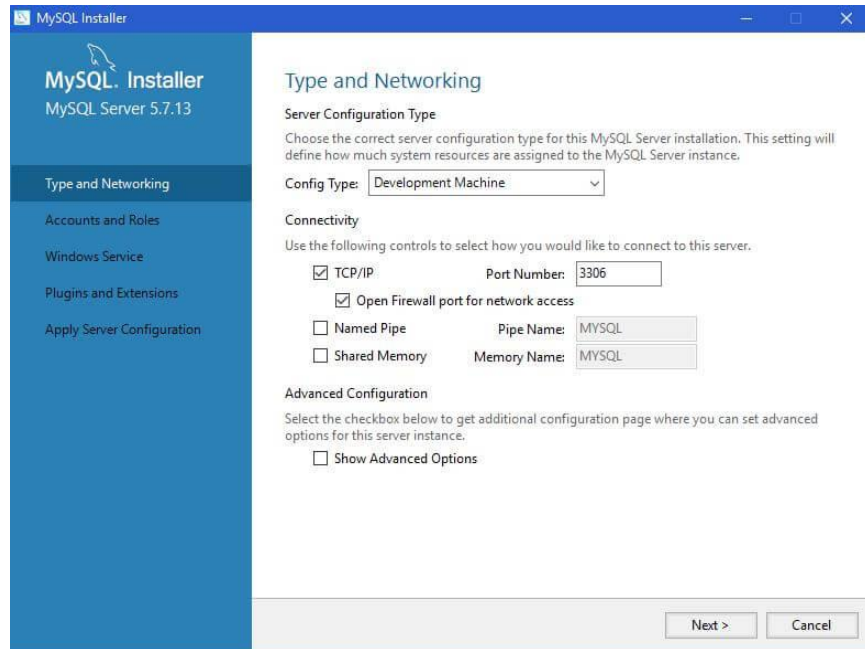 MySQL Installer
MySQL. Installer
MySQL Server 5.7.13
Type and Networking
Accounts and Roles
Windows Service
Plugins and Extensions
Apply Server Configuration
Type and Networking
Server Configuration Type
Choose the correct server configuration type for this MySQL Server installation. This setting will
define how much system resources are assigned to the MySQL Server instance.
Config Type: Development Machine
Connectivity
Use the following controls to select how you would like to connect to this server.
TCP/IP Port Number: 3306
Open Firewall port for network access
Named Pipe Pipe Name: MYSQL
Shared Memory Memory Name: MYSQL
Advanced Configuration
Select the checkbox below to get additional configuration page where you can set advanced
options for this server instance.
Show Advanced Options
Next > Cancel